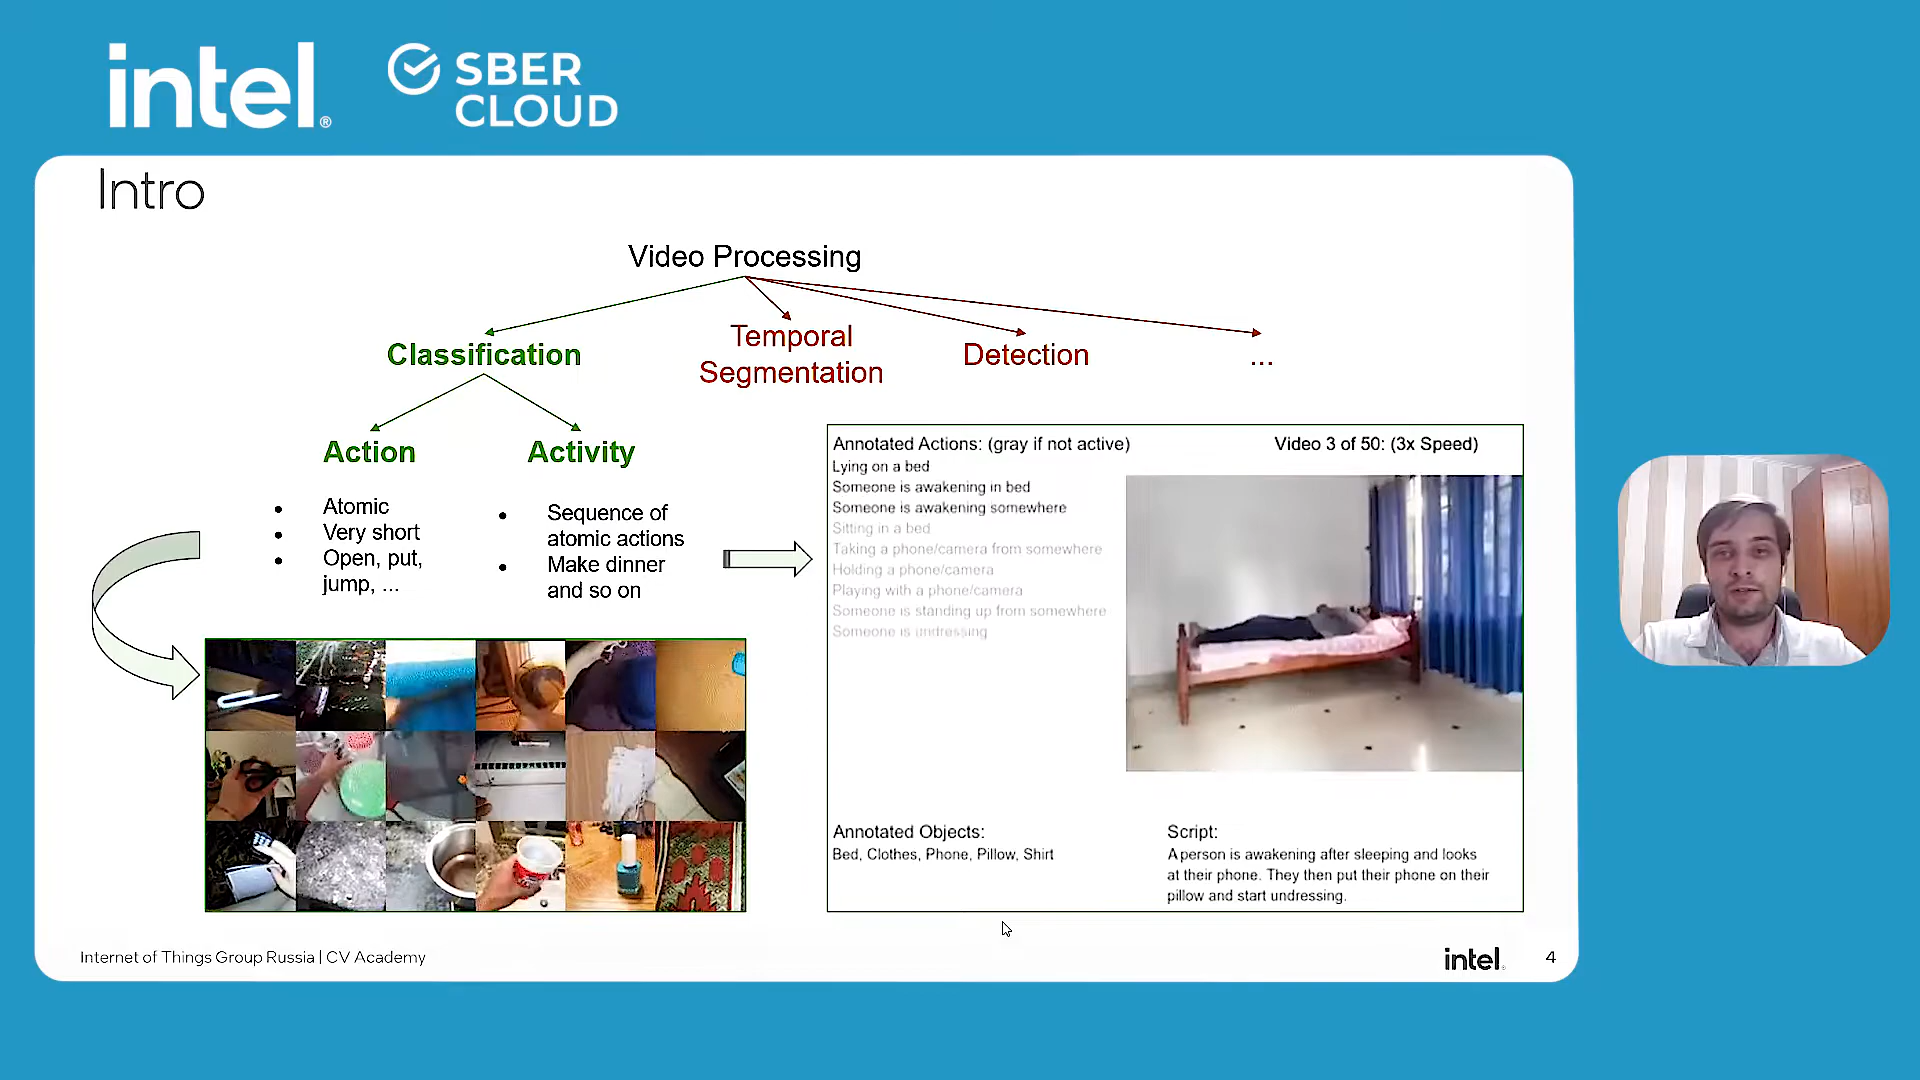 intel®
SBER
CLOUD
Intro
Video Processing
Classification
Temporal
Segmentation
Detection
...
Action
Activity
• Atomic
• Very short
• Open, put,
jump, ...
• Sequence of
atomic actions
• Make dinner
and so on
Annotated Actions: (gray if not active)
Video 3 of 50: (3x Speed)
Lying on a bed
Someone is awakening in bed
Someone is awakening somewhere
Sitting in a bed
Taking a phone/camera from somewhere
Holding a phone/camera
Playing with a phone/camera
Someone is standing up from somewhere
Someone is undressing
Annotated Objects:
Bed, Clothes, Phone, Pillow, Shirt
Script:
A person is awakening after sleeping and looks
at their phone. They then put their phone on their
pillow and start undressing.
Internet of Things Group Russia | CV Academy
intel.
4